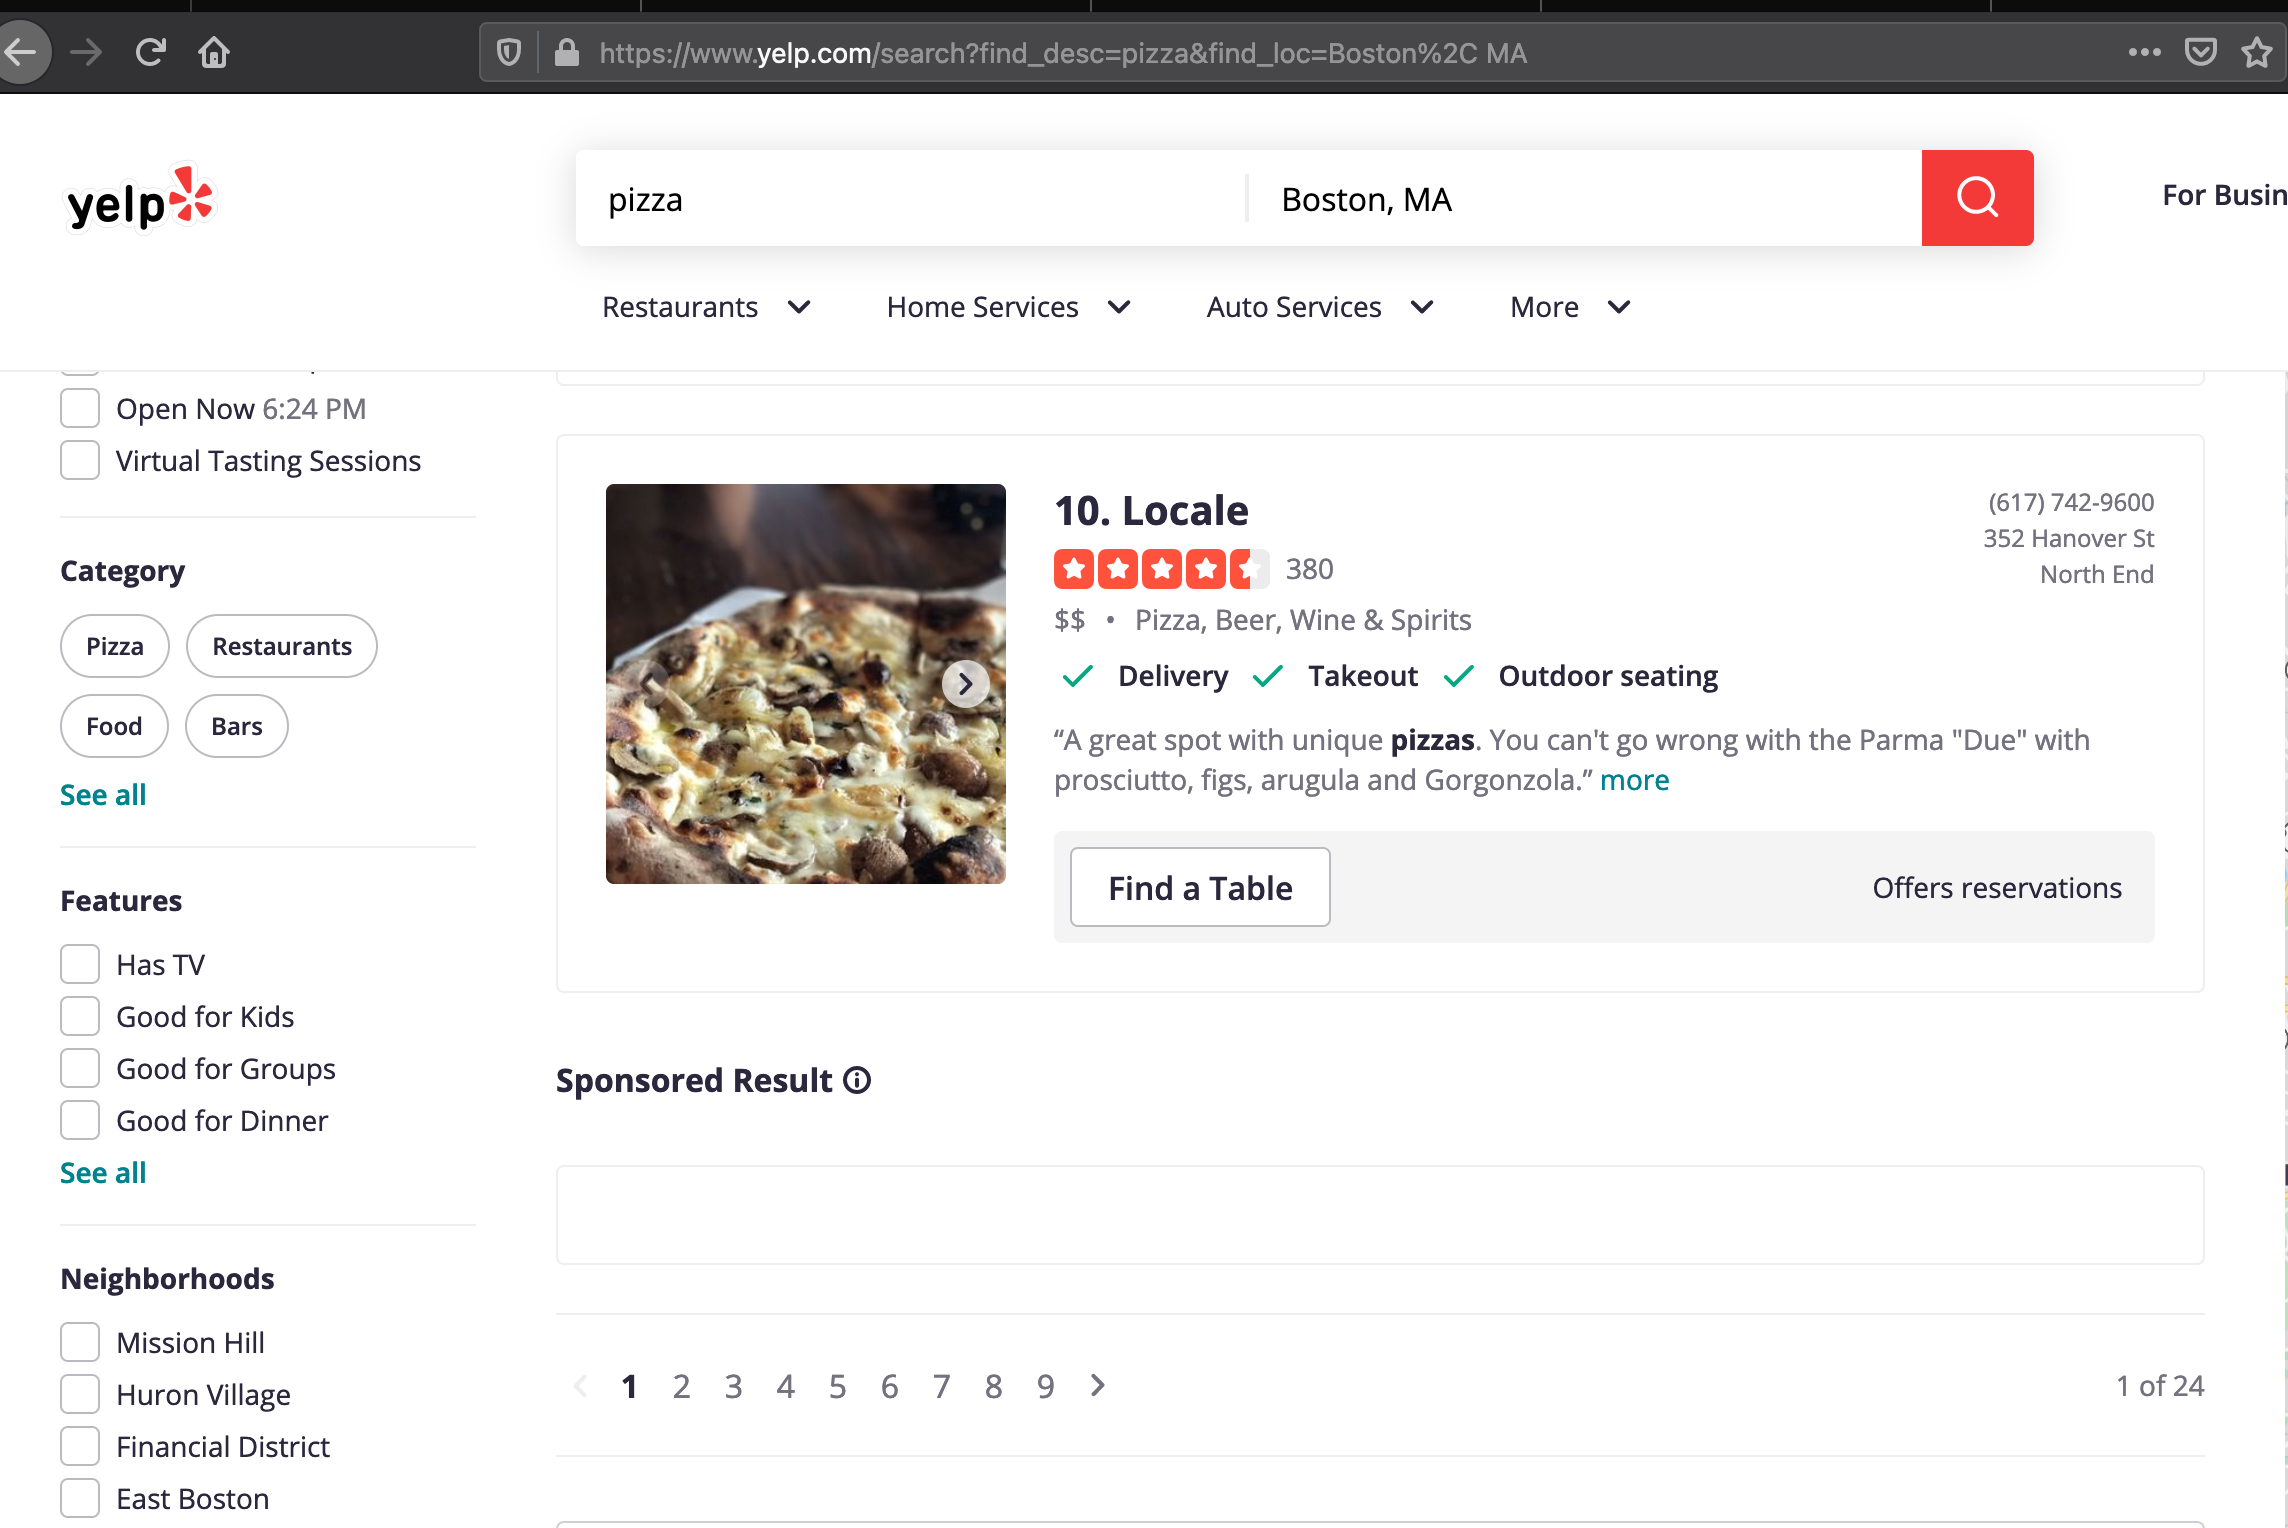 https://www.yelp.com/search?find_desc=pizza&find_loc=Boston%2C MA
yelp
pizza
Boston, MA
For Busin
Restaurants
Home Services
Auto Services
More
Open Now 6:24 PM
Virtual Tasting Sessions
Category
Pizza
Restaurants
Food
Bars
See all
Features
Has TV
Good for Kids
Good for Groups
Good for Dinner
See all
Neighborhoods
Mission Hill
Huron Village
Financial District
East Boston
10. Locale
380
$$ • Pizza, Beer, Wine & Spirits
Delivery Takeout Outdoor seating
“A great spot with unique pizzas. You can't go wrong with the Parma "Due" with
prosciutto, figs, arugula and Gorgonzola.” more
(617) 742-9600
352 Hanover St
North End
Find a Table
Offers reservations
Sponsored Result
1 2 3 4 5 6 7 8 9
1 of 24